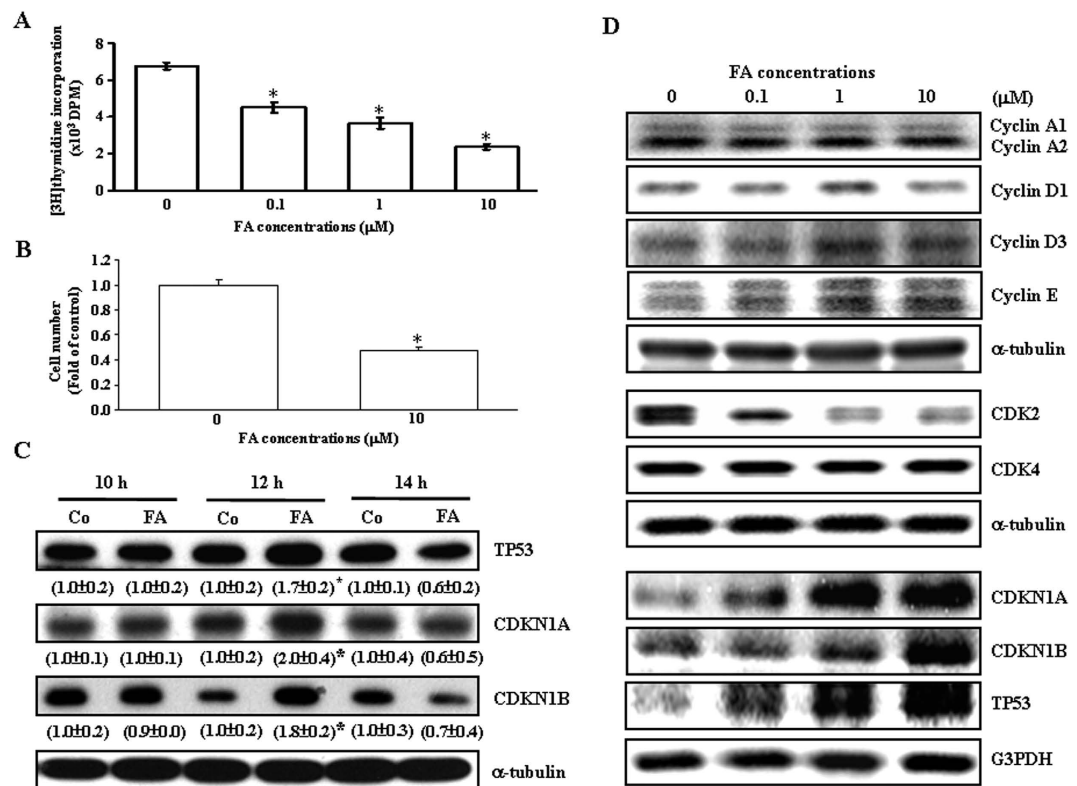 A
[3H]thymidine incorporation
(x10³ DPM)
8
6
4
2
0
*
*
*
0 0.1 1 10
FA concentrations (μM)
B
Cell number
(Fold of control)
1.2
1.0
0.8
0.6
0.4
0.2
0.0
*
0 10
FA concentrations (μM)
C
10 h 12 h 14 h
Co FA Co FA Co FA
TP53
(1.0±0.2) (1.0±0.2) (1.0±0.2) (1.7±0.2)* (1.0±0.1) (0.6±0.2)
CDKN1A
(1.0±0.1) (1.0±0.1) (1.0±0.2) (2.0±0.4)* (1.0±0.4) (0.6±0.5)
CDKN1B
(1.0±0.2) (0.9±0.0) (1.0±0.2) (1.8±0.2)* (1.0±0.3) (0.7±0.4)
α-tubulin
D
FA concentrations
0 0.1 1 10 (μM)
Cyclin A1
Cyclin A2
Cyclin D1
Cyclin D3
Cyclin E
α-tubulin
CDK2
CDK4
α-tubulin
CDKN1A
CDKN1B
TP53
G3PDH